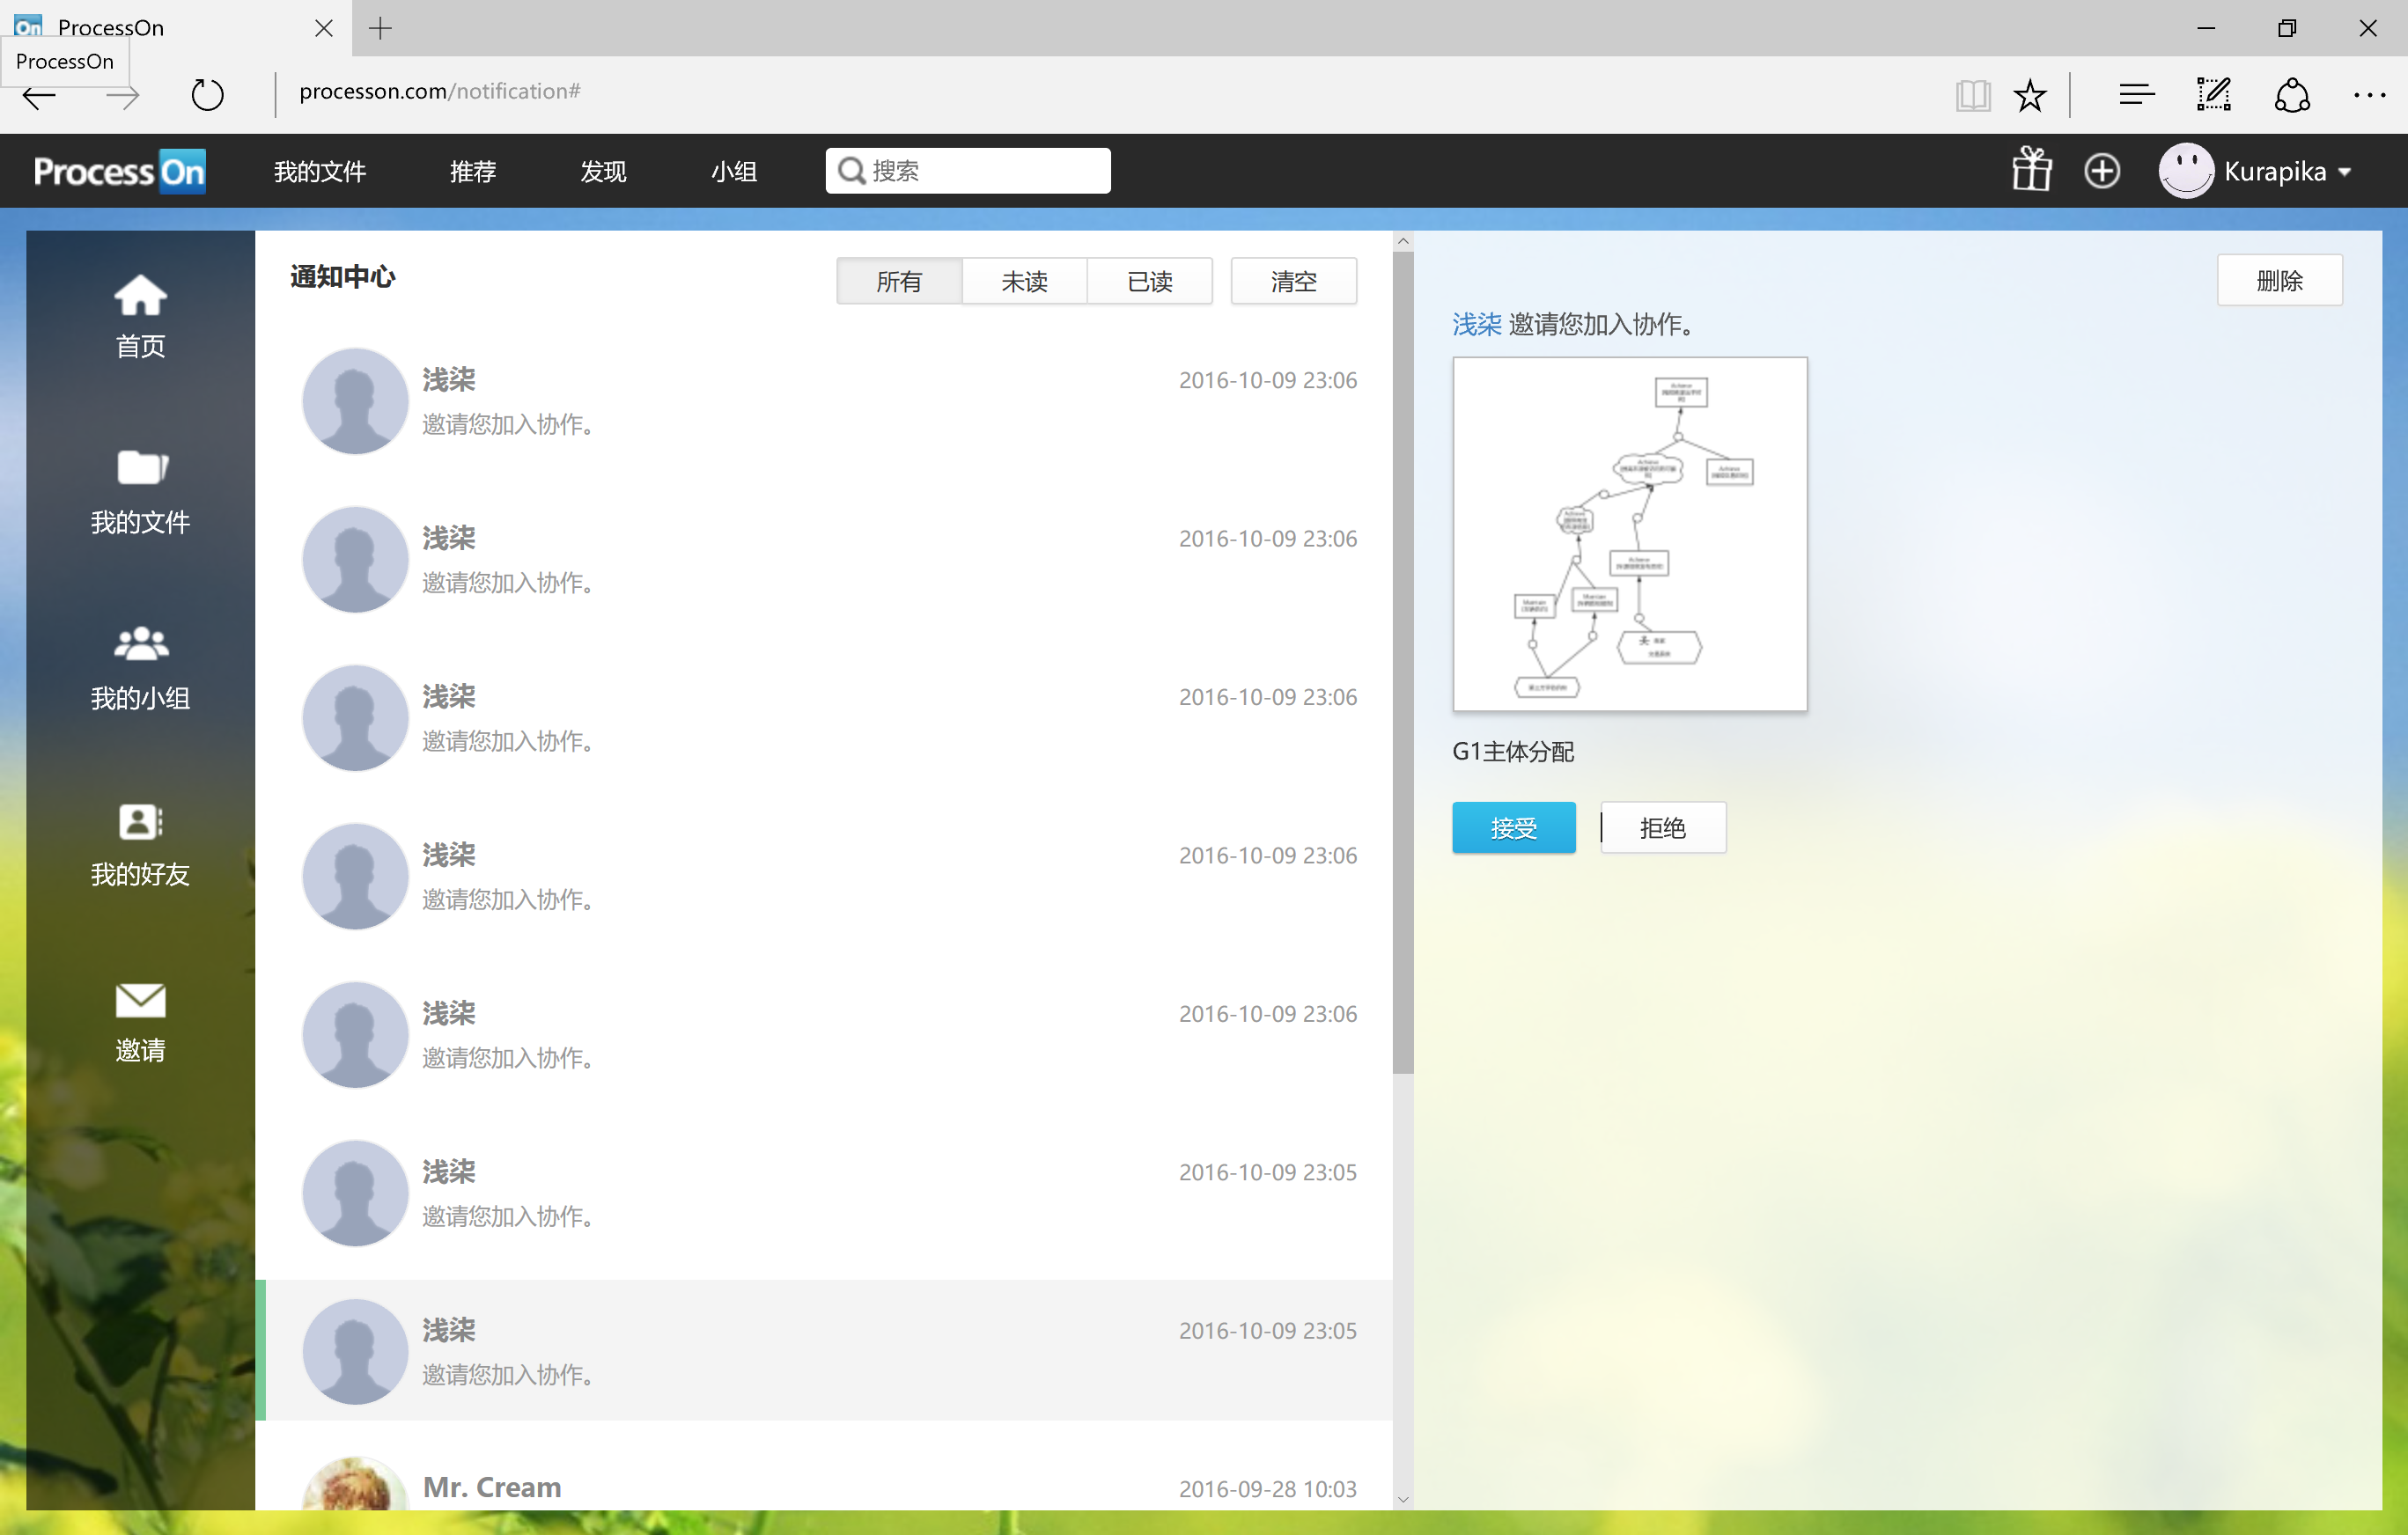 ProcessOn
ProcessOn
processon.com/notification#
ProcessOn
我的文件
推荐
发现
小组
搜索
Kurapika
首页
我的文件
我的小组
我的好友
邀请
通知中心
所有
未读
已读
清空
浅柒
2016-10-09 23:06
邀请您加入协作。
浅柒
2016-10-09 23:06
邀请您加入协作。
浅柒
2016-10-09 23:06
邀请您加入协作。
浅柒
2016-10-09 23:06
邀请您加入协作。
浅柒
2016-10-09 23:06
邀请您加入协作。
浅柒
2016-10-09 23:05
邀请您加入协作。
浅柒
2016-10-09 23:05
邀请您加入协作。
Mr. Cream
2016-09-28 10:03
删除
浅柒 邀请您加入协作。
G1主体分配
接受
拒绝